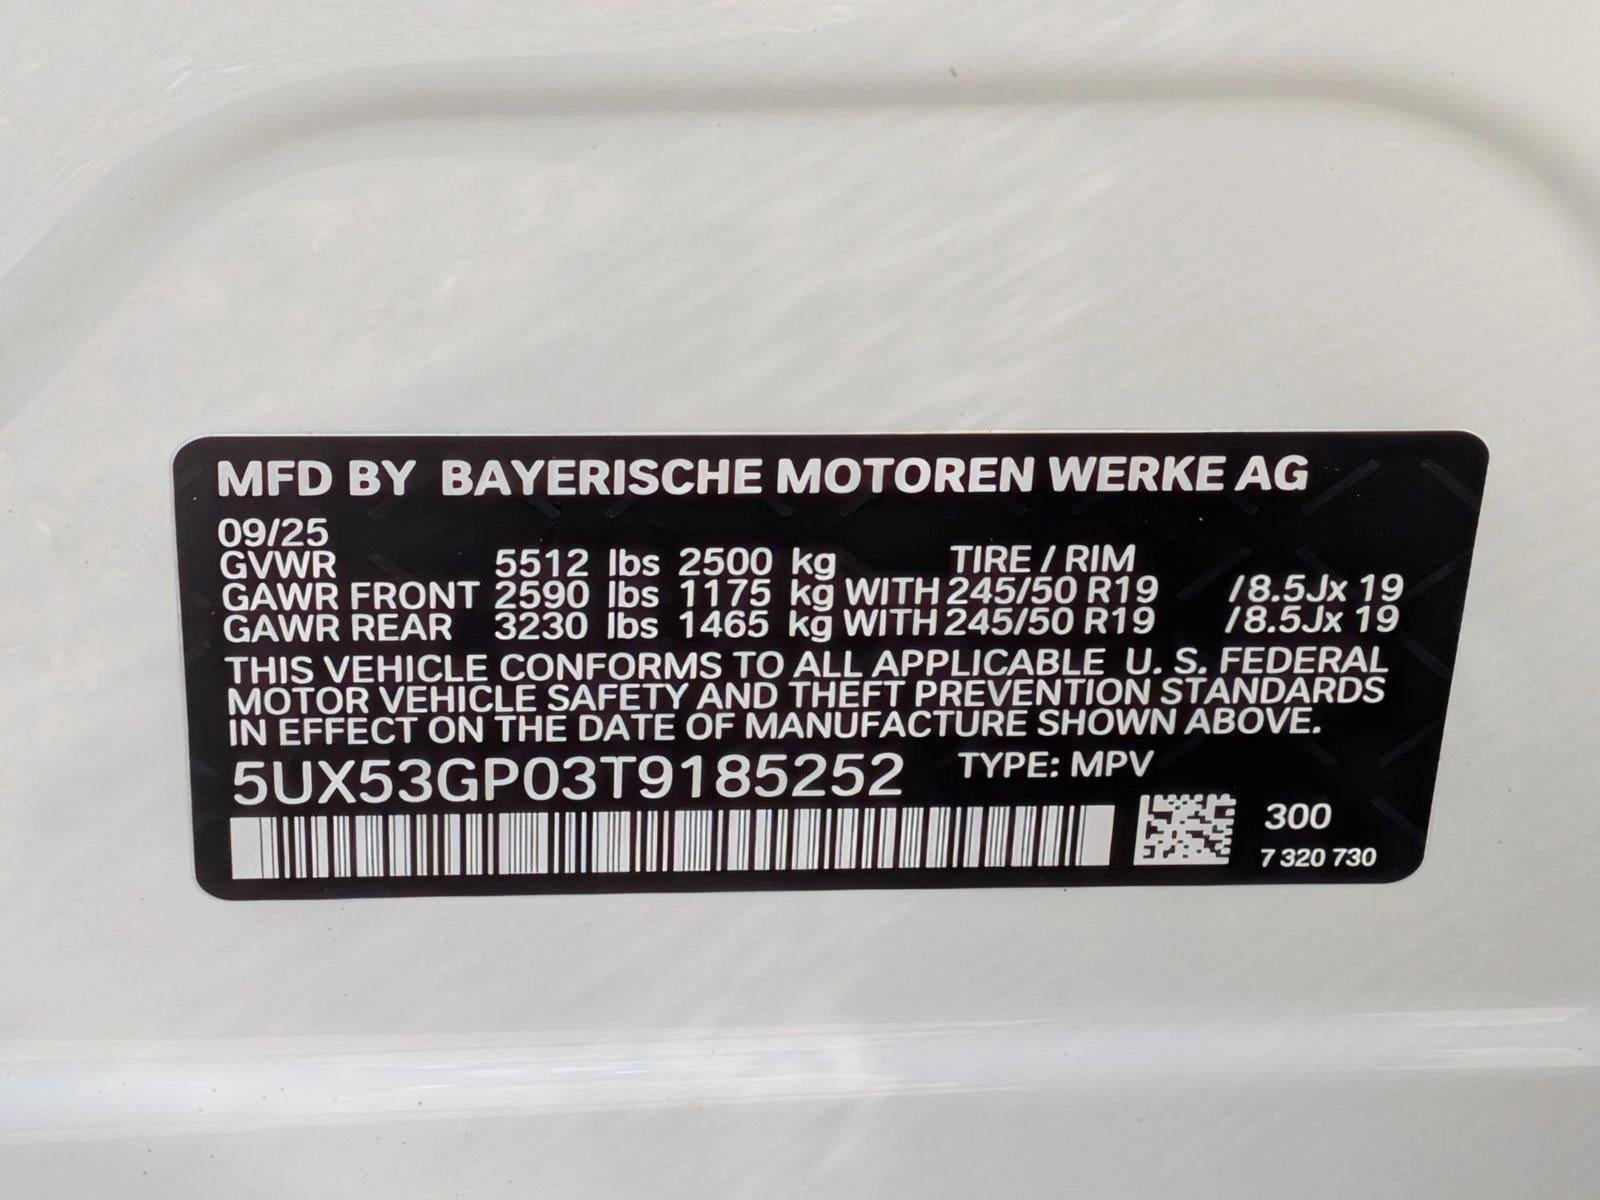 MFD BY BAYERISCHE MOTOREN WERKE AG
09/25
GVWR 5512 lbs 2500 kg TIRE / RIM
GAWR FRONT 2590 lbs 1175 kg WITH 245/50 R19 /8.5Jx 19
GAWR REAR 3230 lbs 1465 kg WITH 245/50 R19 /8.5Jx 19
THIS VEHICLE CONFORMS TO ALL APPLICABLE U. S. FEDERAL
MOTOR VEHICLE SAFETY AND THEFT PREVENTION STANDARDS
IN EFFECT ON THE DATE OF MANUFACTURE SHOWN ABOVE.
5UX53GP03T9185252 TYPE: MPV
300
7 320 730